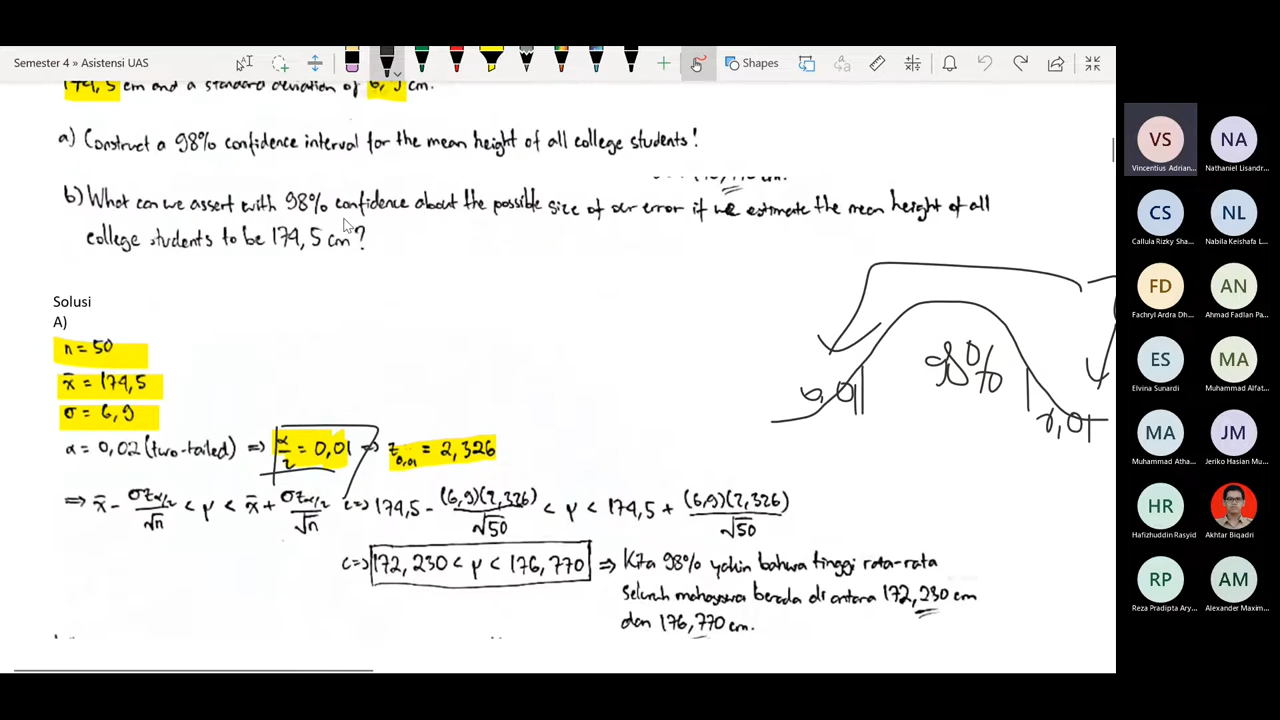 Semester 4 » Asistensi UAS
Shapes
174,5 cm and a standard deviation of 6,9 cm.
a) Construct a 98% confidence interval for the mean height of all college students!
b) What can we assert with 98% confidence about the possible size of our error if we estimate the mean height of all
college students to be 174,5 cm?
Solusi
A)
n = 50
x̄ = 174,5
σ = 6,9
α = 0,02 (two-tailed) => α/2 = 0,01 => z0,01 = 2,326
=> x̄ - σzα/2/√n < μ < x̄ + σzα/2/√n <=> 174,5 - (6,9)(2,326)/√50 < μ < 174,5 + (6,9)(2,326)/√50
<=> 172,230 < μ < 176,770 => Kita 98% yakin bahwa tinggi rata-rata
seluruh mahasiswa berada di antara 172,230 cm
dan 176,770 cm.
98%
0,01
0,01
VS
Vincentius Adrian...
NA
Nathaniel Lisandr...
CS
Callula Rizky Sha...
NL
Nabila Keishafa L...
FD
Fachryl Ardra Dh...
AN
Ahmad Fadlan Pa...
ES
Elvina Sunardi
MA
Muhammad Alfat...
MA
Muhammad Atha...
JM
Jeriko Hasian Mu...
HR
Hafizhuddin Rasyid
Akhtar Biqadri
RP
Reza Pradipta Ary...
AM
Alexander Maxim...